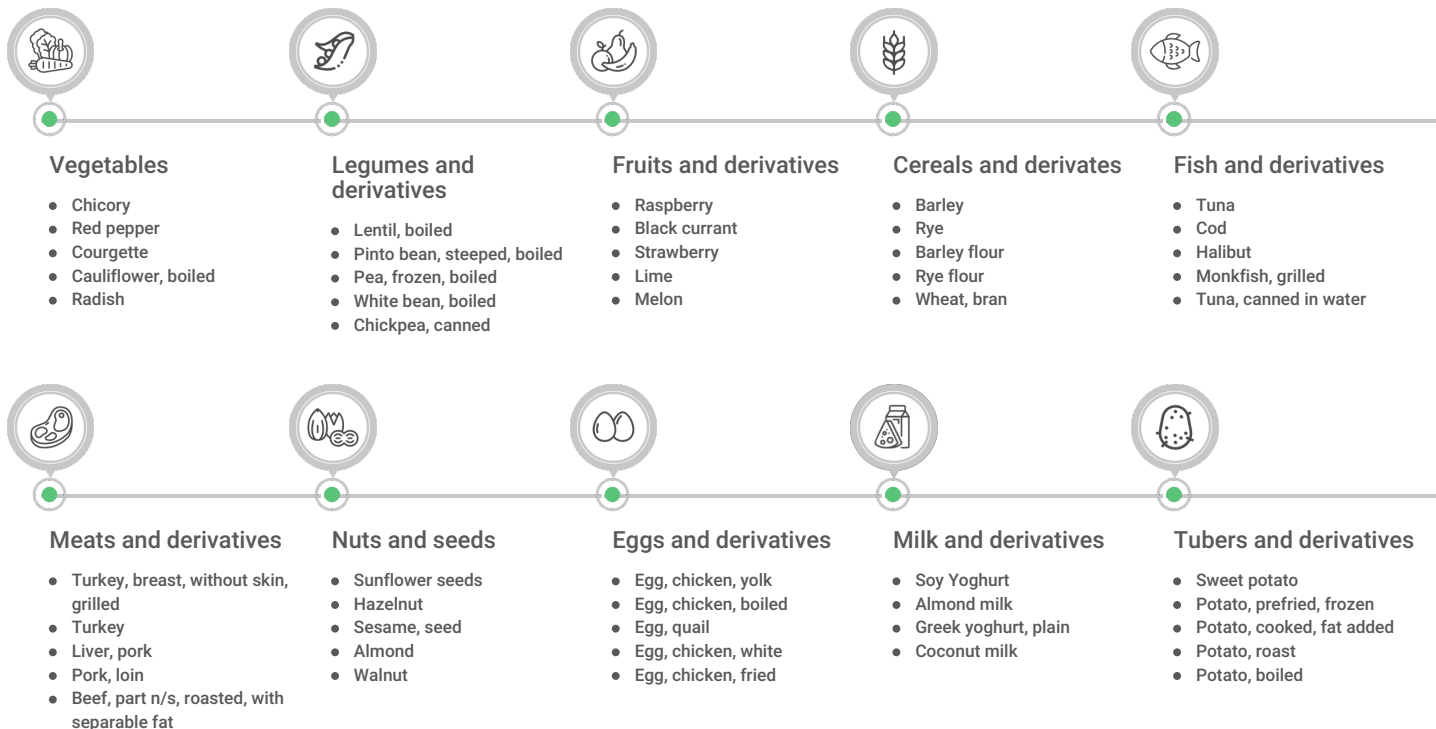 Vegetables
• Chicory
• Red pepper
• Courgette
• Cauliflower, boiled
• Radish
Legumes and
derivatives
• Lentil, boiled
• Pinto bean, steeped, boiled
• Pea, frozen, boiled
• White bean, boiled
• Chickpea, canned
Fruits and derivatives
• Raspberry
• Black currant
• Strawberry
• Lime
• Melon
Cereals and derivates
• Barley
• Rye
• Barley flour
• Rye flour
• Wheat, bran
Fish and derivatives
• Tuna
• Cod
• Halibut
• Monkfish, grilled
• Tuna, canned in water
Meats and derivatives
• Turkey, breast, without skin,
grilled
• Turkey
• Liver, pork
• Pork, loin
• Beef, part n/s, roasted, with
separable fat
Nuts and seeds
• Sunflower seeds
• Hazelnut
• Sesame, seed
• Almond
• Walnut
Eggs and derivatives
• Egg, chicken, yolk
• Egg, chicken, boiled
• Egg, quail
• Egg, chicken, white
• Egg, chicken, fried
Milk and derivatives
• Soy Yoghurt
• Almond milk
• Greek yoghurt, plain
• Coconut milk
Tubers and derivatives
• Sweet potato
• Potato, prefried, frozen
• Potato, cooked, fat added
• Potato, roast
• Potato, boiled